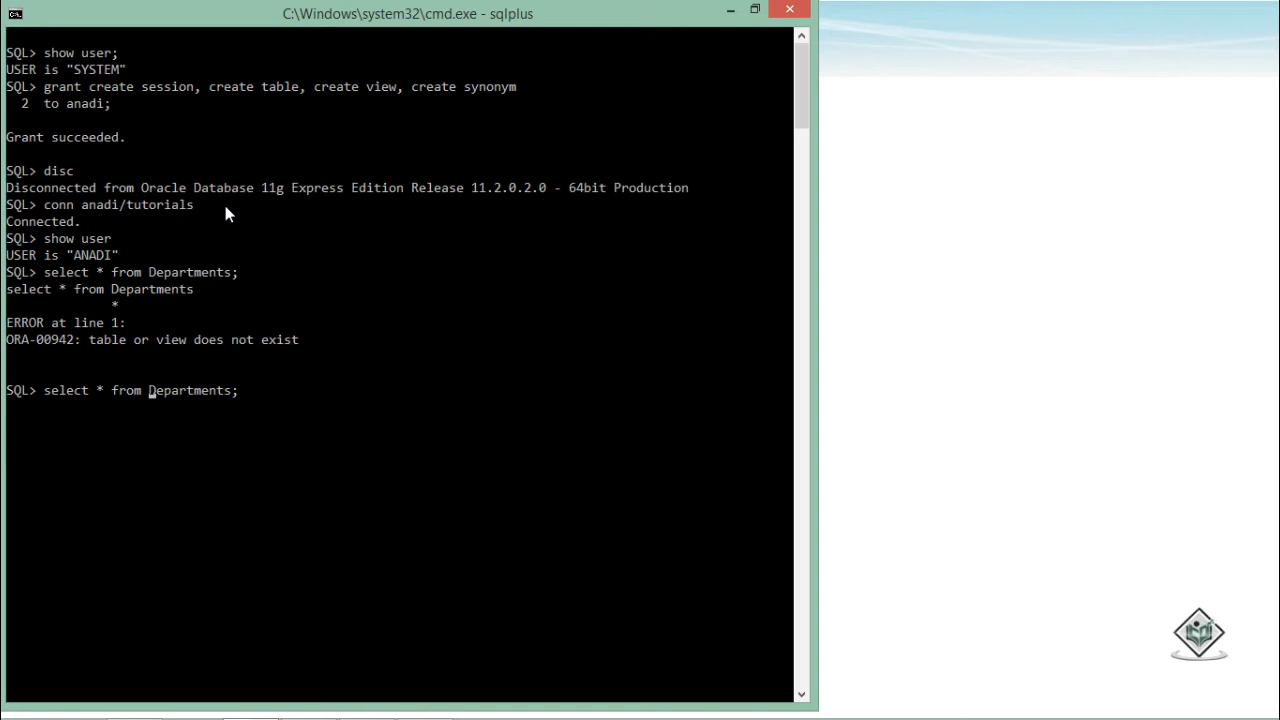 C:\Windows\system32\cmd.exe - sqlplus
SQL> show user;
USER is "SYSTEM"
SQL> grant create session, create table, create view, create synonym
  2  to anadi;
Grant succeeded.
SQL> disc
Disconnected from Oracle Database 11g Express Edition Release 11.2.0.2.0 - 64bit Production
SQL> conn anadi/tutorials
Connected.
SQL> show user
USER is "ANADI"
SQL> select * from Departments;
select * from Departments
              *
ERROR at line 1:
ORA-00942: table or view does not exist
SQL> select * from Departments;